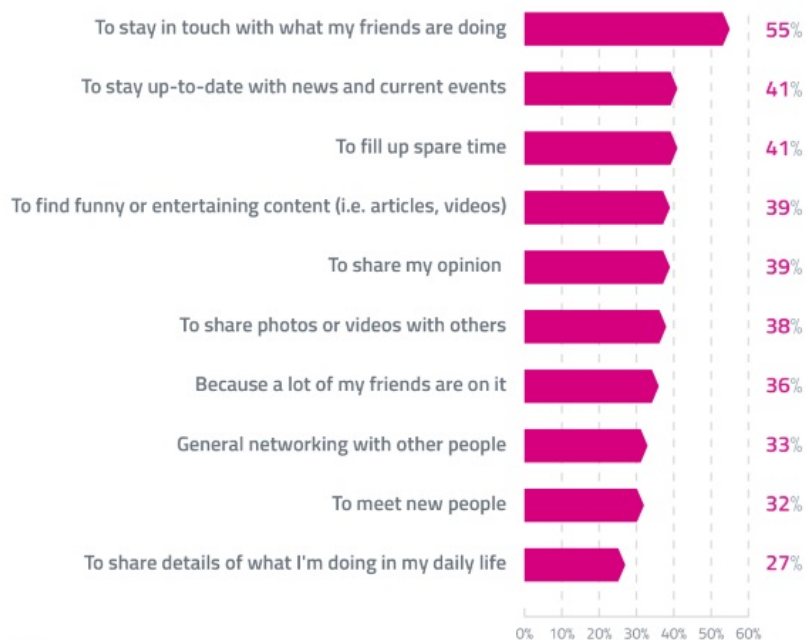 To stay in touch with what my friends are doing 55%
To stay up-to-date with news and current events 41%
To fill up spare time 41%
To find funny or entertaining content (i.e. articles, videos) 39%
To share my opinion 39%
To share photos or videos with others 38%
Because a lot of my friends are on it 36%
General networking with other people 33%
To meet new people 32%
To share details of what I'm doing in my daily life 27%
0% 10% 20% 30% 40% 50% 60%